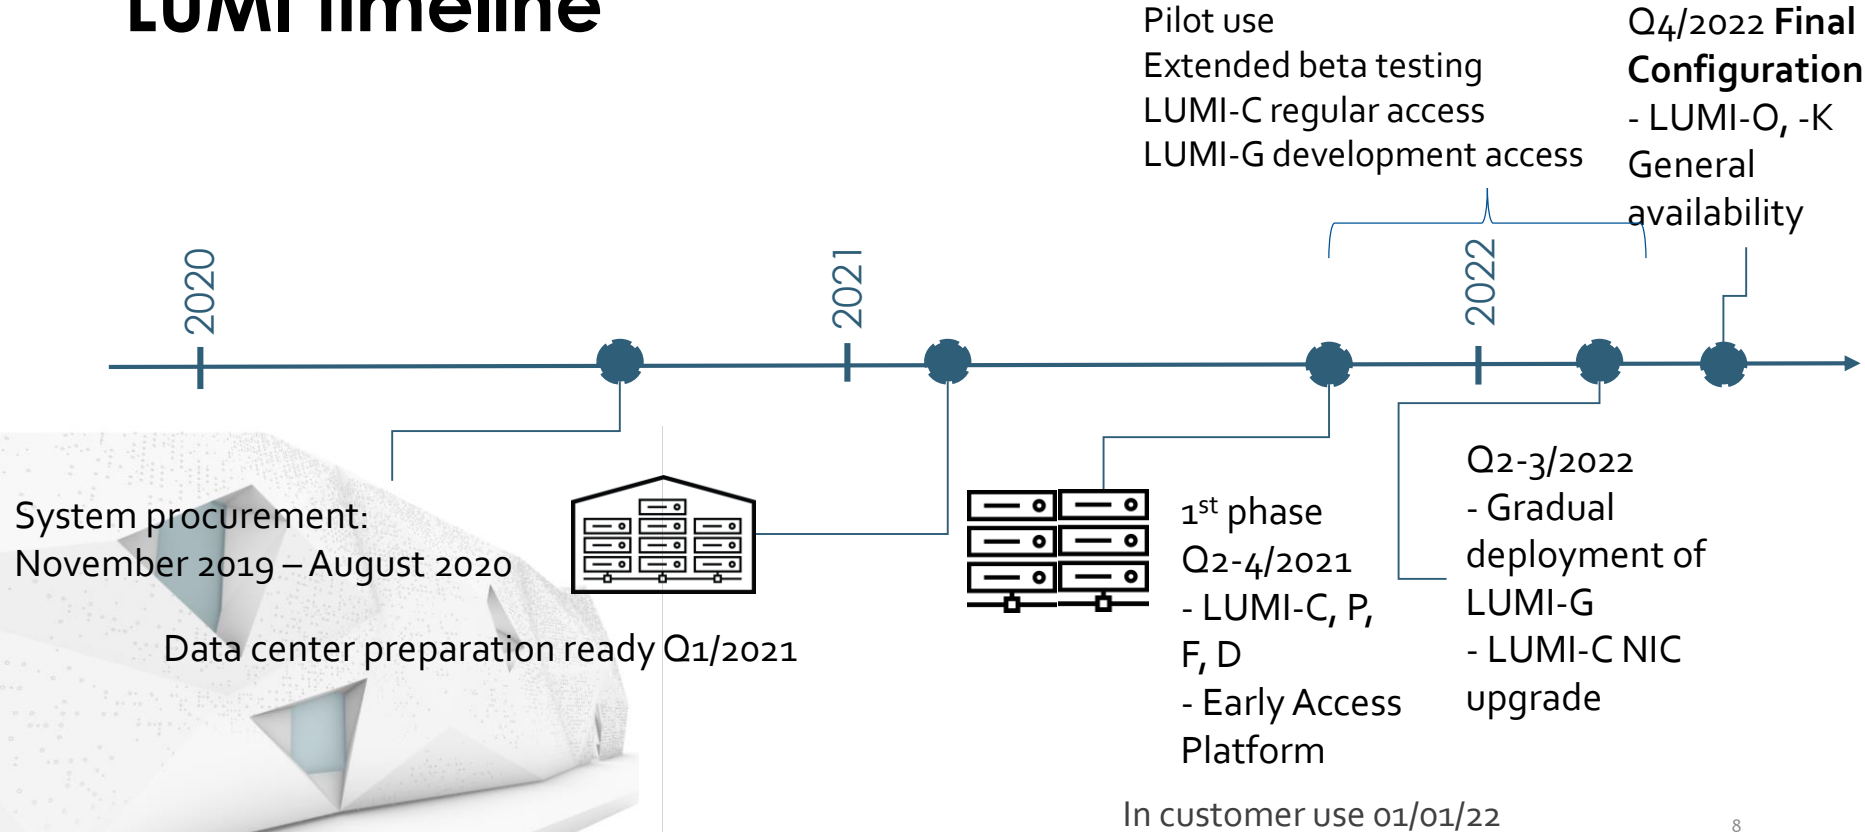 LUMI timeline
Pilot use
Extended beta testing
LUMI-C regular access
LUMI-G development access
Q4/2022 Final
Configuration
- LUMI-O, -K
General
availability
2020
2021
2022
System procurement:
November 2019 – August 2020
Data center preparation ready Q1/2021
1st phase
Q2-4/2021
- LUMI-C, P,
F, D
- Early Access
Platform
Q2-3/2022
- Gradual
deployment of
LUMI-G
- LUMI-C NIC
upgrade
In customer use 01/01/22
8